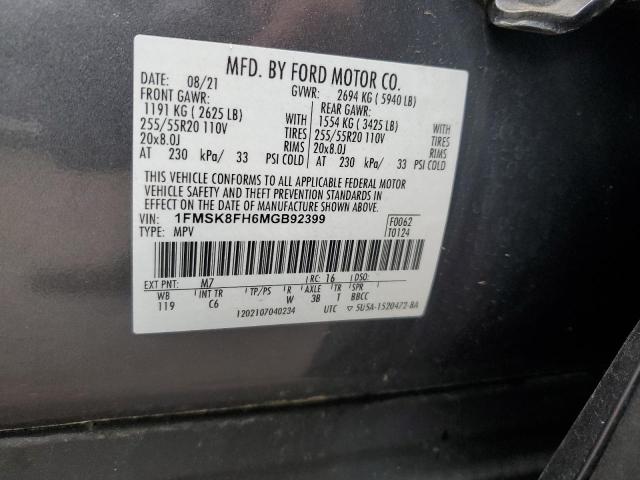 MFD. BY FORD MOTOR CO.
DATE: 08/21 GVWR: 2694 KG ( 5940 LB)
FRONT GAWR: REAR GAWR:
1191 KG ( 2625 LB) WITH 1554 KG ( 3425 LB) WITH
255/55R20 110V TIRES 255/55R20 110V TIRES
20x8.0J RIMS 20x8.0J RIMS
AT 230 kPa/ 33 PSI COLD AT 230 kPa/ 33 PSI COLD
THIS VEHICLE CONFORMS TO ALL APPLICABLE FEDERAL MOTOR
VEHICLE SAFETY AND THEFT PREVENTION STANDARDS IN
EFFECT ON THE DATE OF MANUFACTURE SHOWN ABOVE.
VIN: 1FMSK8FH6MGB92399 F0062
TYPE: MPV T0124
EXT PNT: M7 RC: 16 DSO:
WB INT TR TP/PS R AXLE TR SPR
119 C6 W 3B 1 BBCC
1202107040234 UTC ▽ 5U5A-1520472-BA